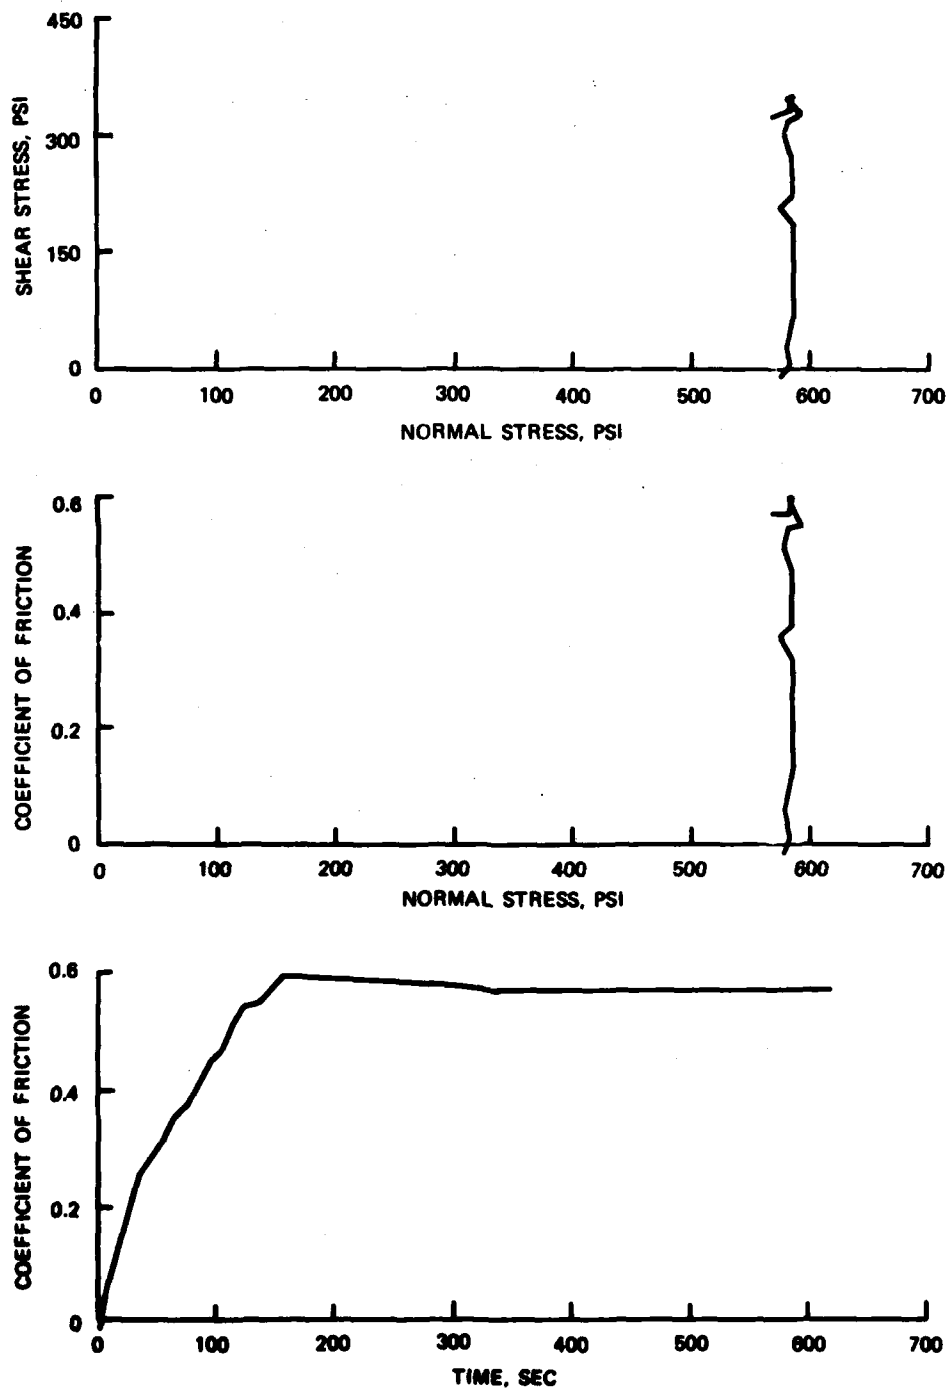 450
300
150
0
SHEAR STRESS, PSI
0 100 200 300 400 500 600 700
NORMAL STRESS, PSI
0.6
0.4
0.2
0
COEFFICIENT OF FRICTION
0 100 200 300 400 500 600 700
NORMAL STRESS, PSI
0.6
0.4
0.2
0
COEFFICIENT OF FRICTION
0 100 200 300 400 500 600 700
TIME, SEC